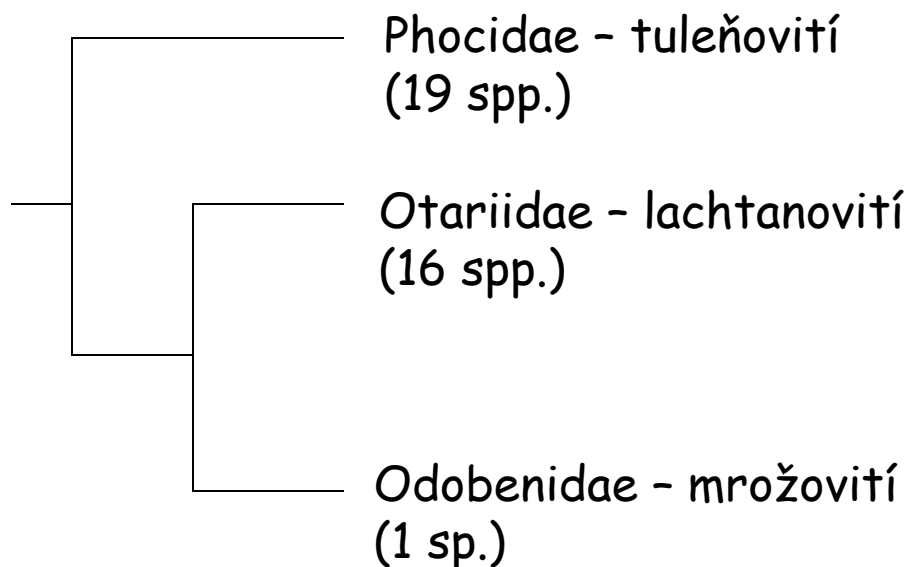 Phocidae – tuleňovití
(19 spp.)
Otariidae – lachtanovití
(16 spp.)
Odobenidae – mrožovití
(1 sp.)